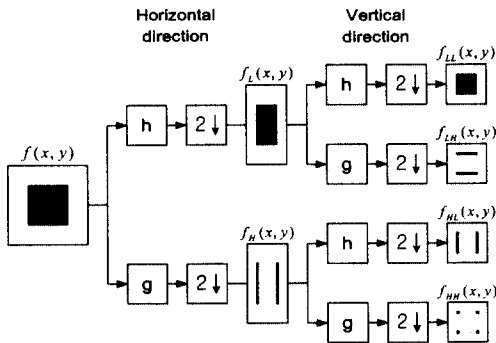 Horizontal direction
Vertical direction
f(x, y)
h
2↓
f_L(x, y)
h
2↓
f_LL(x, y)
g
2↓
f_LH(x, y)
g
2↓
f_H(x, y)
h
2↓
f_HL(x, y)
g
2↓
f_HH(x, y)